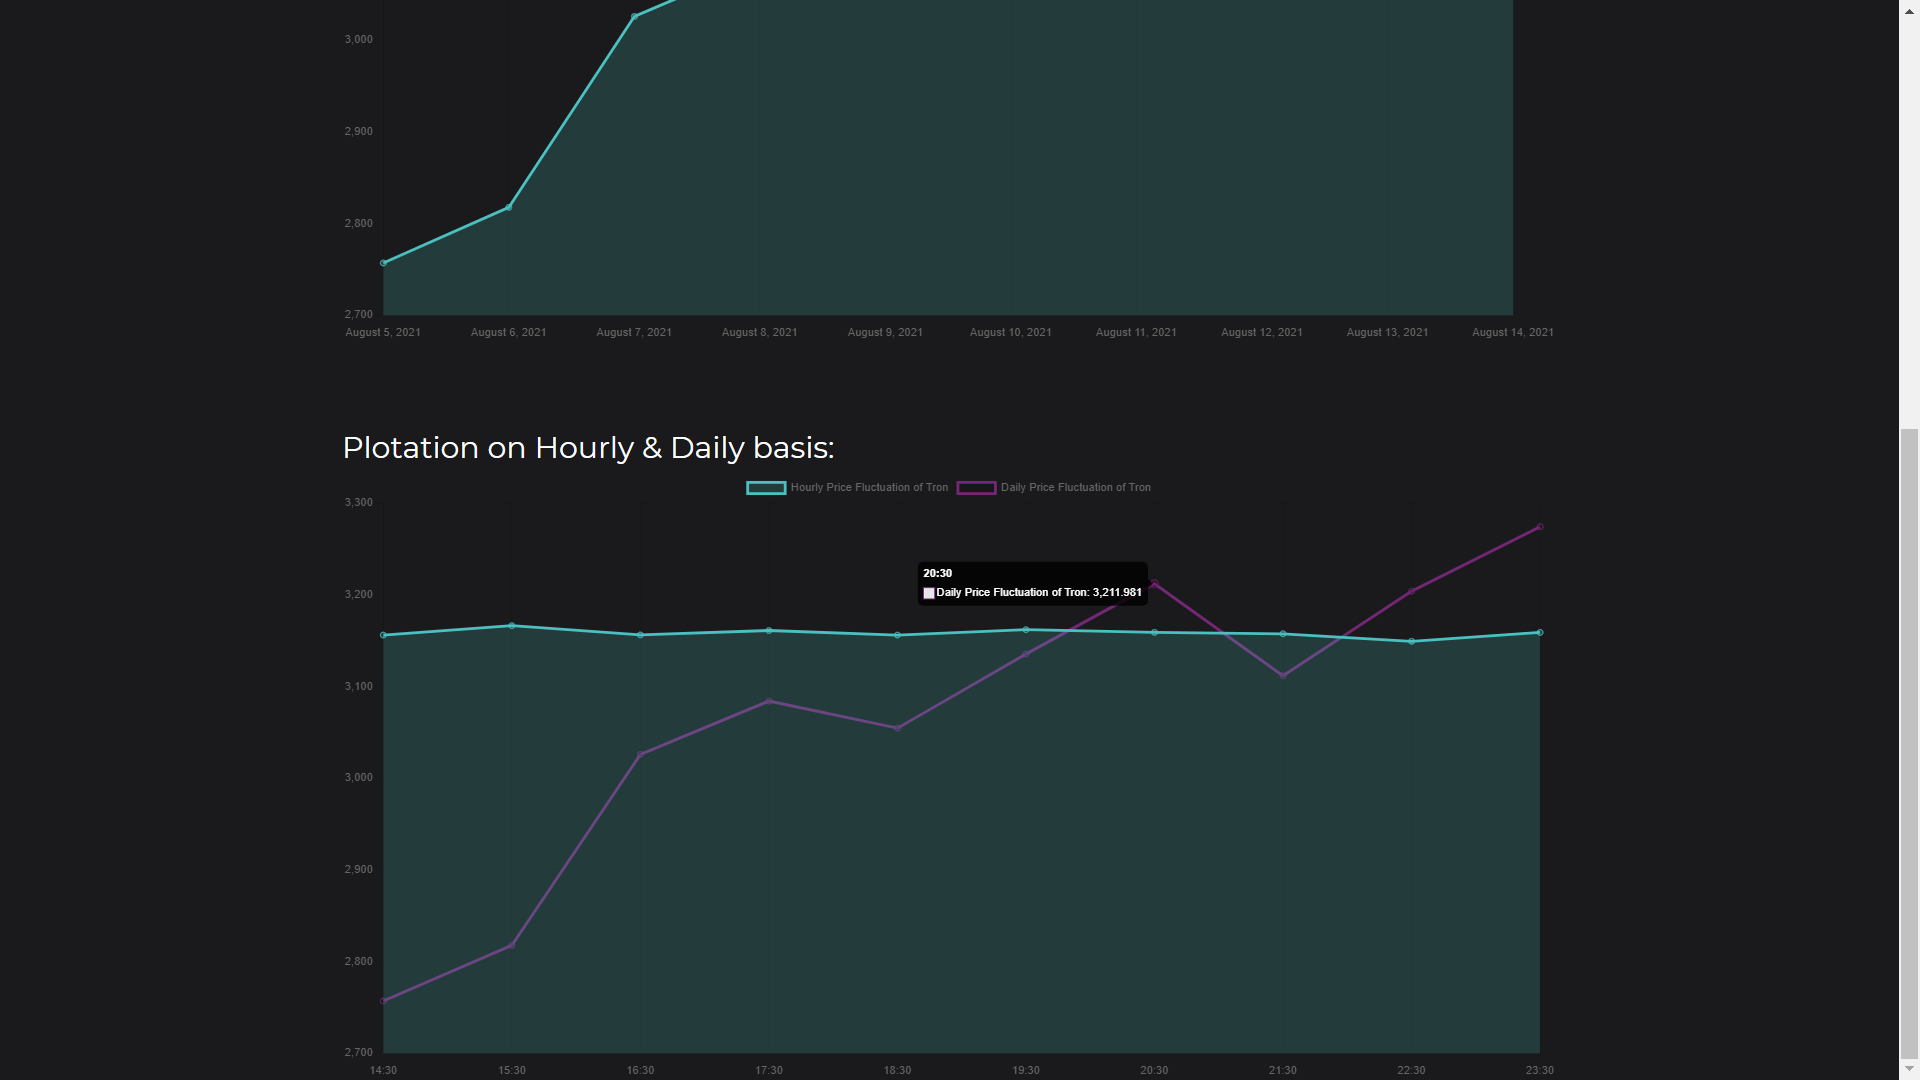 3,000
2,900
2,800
2,700
August 5, 2021 August 6, 2021 August 7, 2021 August 8, 2021 August 9, 2021 August 10, 2021 August 11, 2021 August 12, 2021 August 13, 2021 August 14, 2021
Plotation on Hourly & Daily basis:
Hourly Price Fluctuation of Tron Daily Price Fluctuation of Tron
3,300
20:30
Daily Price Fluctuation of Tron: 3,211.981
3,200
3,100
3,000
2,900
2,800
2,700
14:30 15:30 16:30 17:30 18:30 19:30 20:30 21:30 22:30 23:30